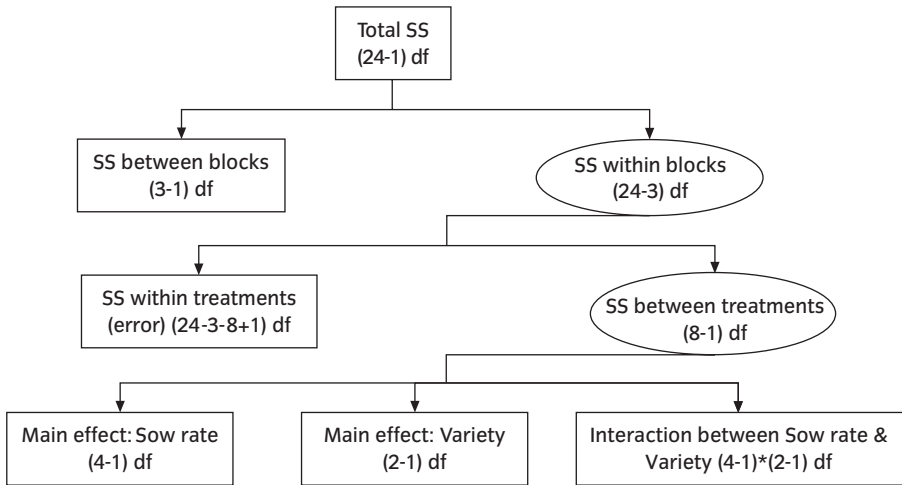 Total SS
(24-1) df
SS between blocks
(3-1) df
SS within blocks
(24-3) df
SS within treatments
(error) (24-3-8+1) df
SS between treatments
(8-1) df
Main effect: Sow rate
(4-1) df
Main effect: Variety
(2-1) df
Interaction between Sow rate &
Variety (4-1)*(2-1) df